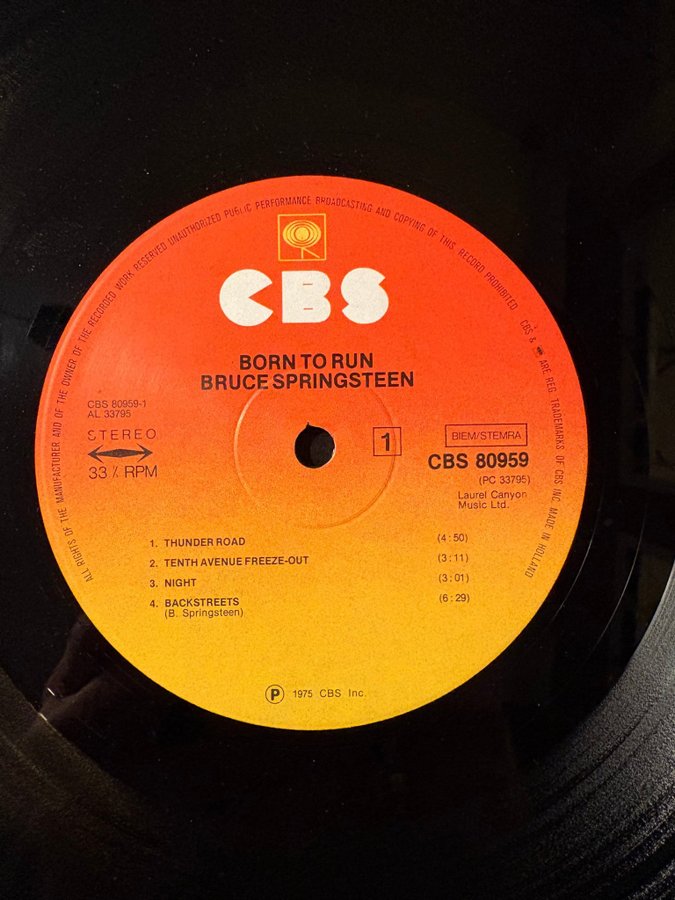 ALL RIGHTS OF THE MANUFACTURER AND OF THE OWNER OF THE RECORDED WORK RESERVED UNAUTHORIZED PUBLIC PERFORMANCE BROADCASTING AND COPYING OF THIS RECORD PROHIBITED CBS & ARE REG. TRADEMARKS OF CBS INC. MADE IN HOLLAND
CBS
BORN TO RUN
BRUCE SPRINGSTEEN
CBS 80959-1
AL 33795
STEREO
33 ⅓ RPM
1
BIEM/STEMRA
CBS 80959
(PC 33795)
Laurel Canyon
Music Ltd.
1. THUNDER ROAD (4:50)
2. TENTH AVENUE FREEZE-OUT (3:11)
3. NIGHT (3:01)
4. BACKSTREETS (6:29)
(B. Springsteen)
Ⓟ 1975 CBS Inc.